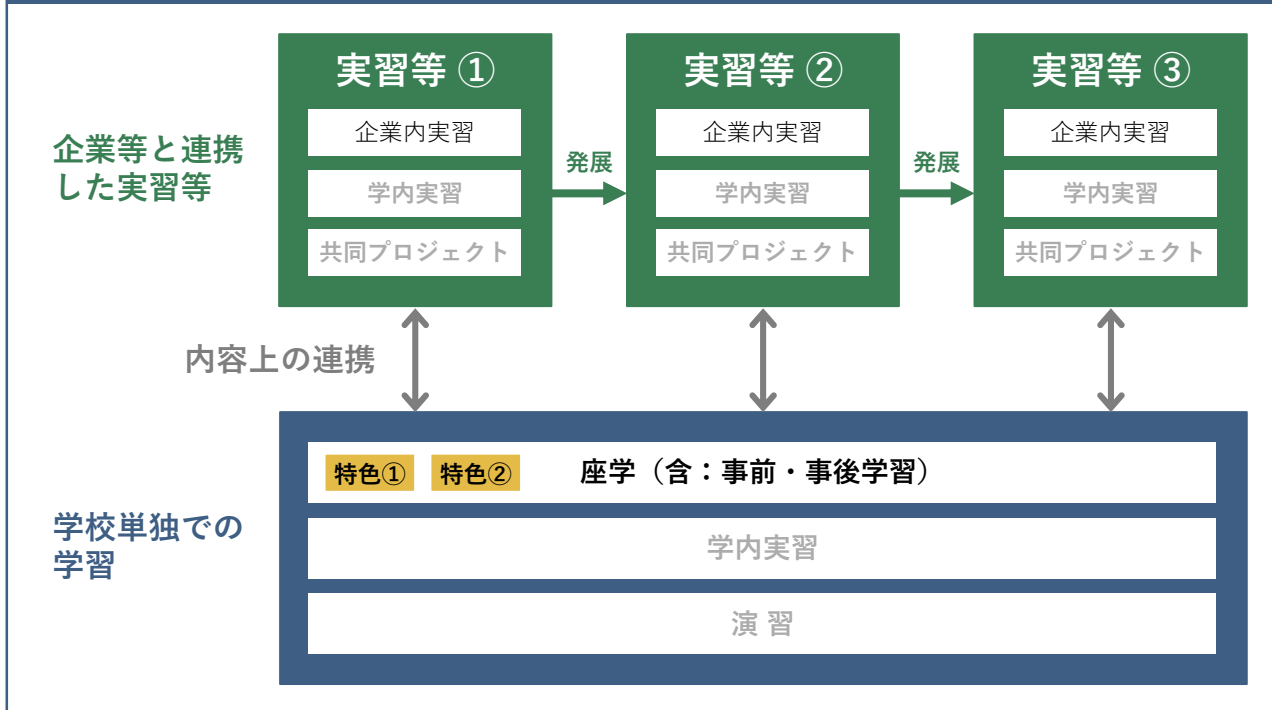 実習等 ①
企業内実習
学内実習
共同プロジェクト
発展
実習等 ②
企業内実習
学内実習
共同プロジェクト
発展
実習等 ③
企業内実習
学内実習
共同プロジェクト
企業等と連携
した実習等
内容上の連携
特色① 特色② 座学（含：事前・事後学習）
学内実習
演 習
学校単独での
学習